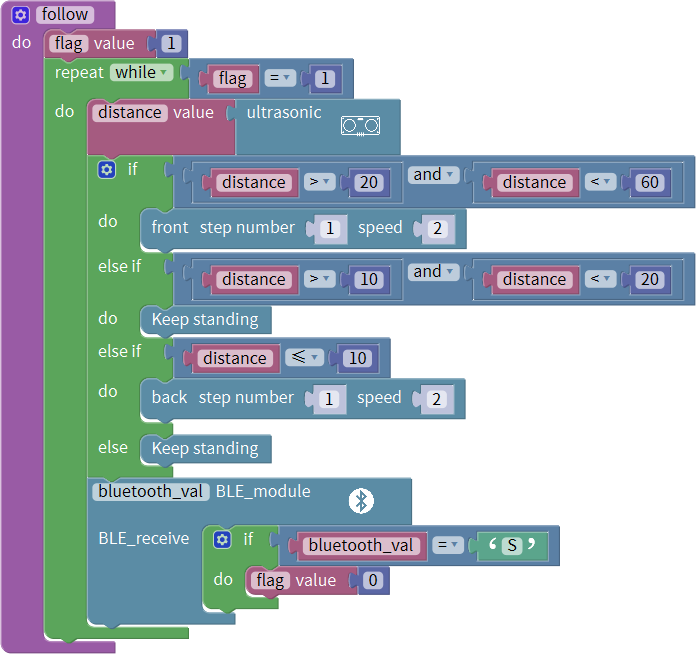 follow
do flag value 1
repeat while flag = 1
do distance value ultrasonic
if distance > 20 and distance < 60
do front step number 1 speed 2
else if distance > 10 and distance < 20
do Keep standing
else if distance ≤ 10
do back step number 1 speed 2
else Keep standing
bluetooth_val BLE_module
BLE_receive if bluetooth_val = ‘ S ’
do flag value 0